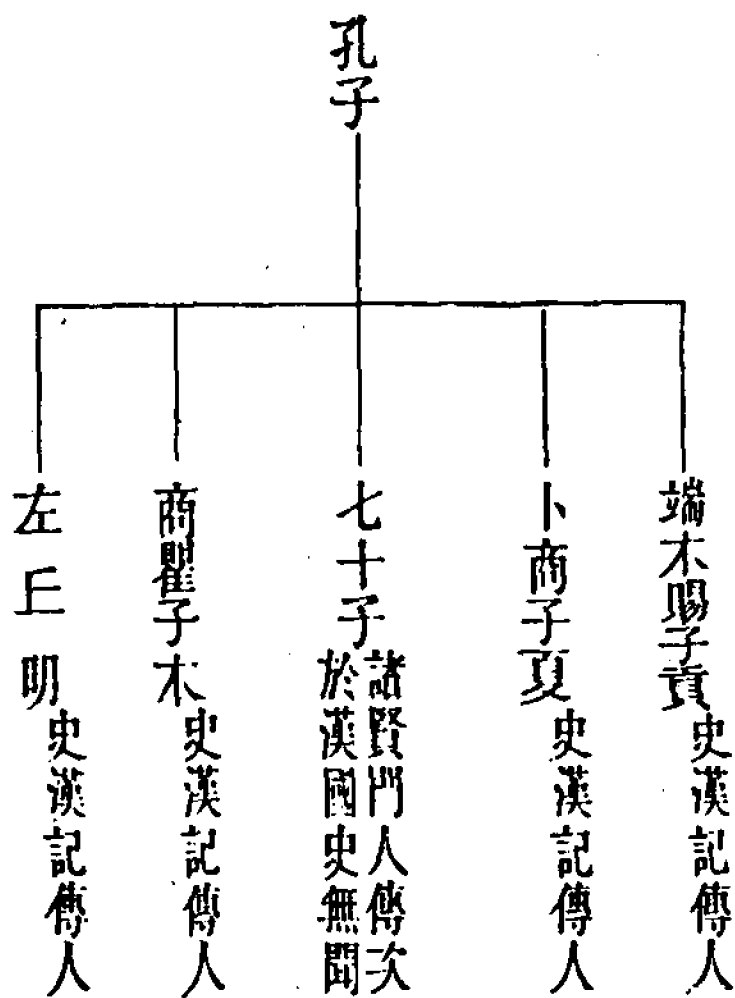 孔子
端木賜子貢
史漢記傳人
卜商子夏
史漢記傳人
七十子
諸賢門人傳次
於漢國史無聞
商瞿子木
史漢記傳人
左丘明
史漢記傳人